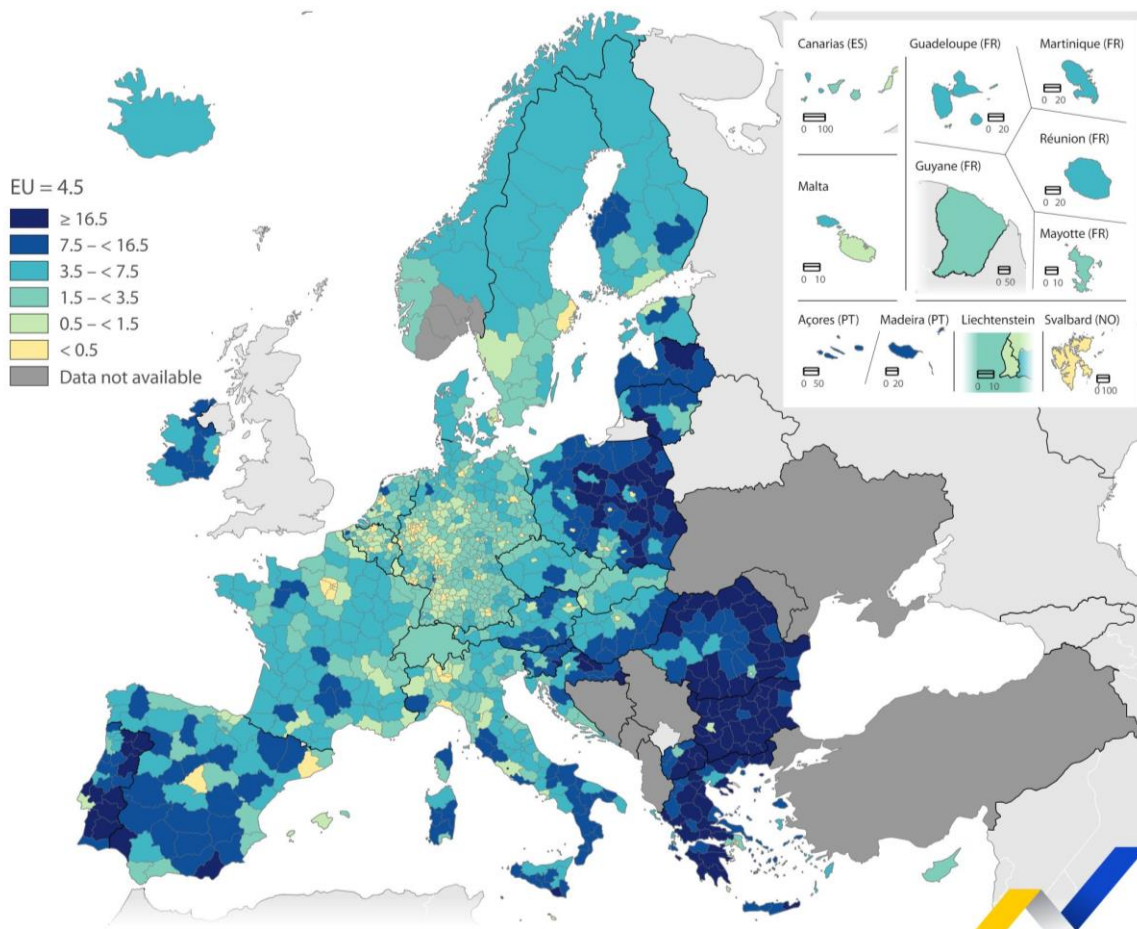 EU = 4.5
≥ 16.5
7.5 – < 16.5
3.5 – < 7.5
1.5 – < 3.5
0.5 – < 1.5
< 0.5
Data not available
Canarias (ES)
0 100
Guadeloupe (FR)
0 20
Martinique (FR)
0 20
Réunion (FR)
0 20
Guyane (FR)
0 50
Malta
0 10
Mayotte (FR)
0 10
Açores (PT)
0 50
Madeira (PT)
0 20
Liechtenstein
0 10
Svalbard (NO)
0 100